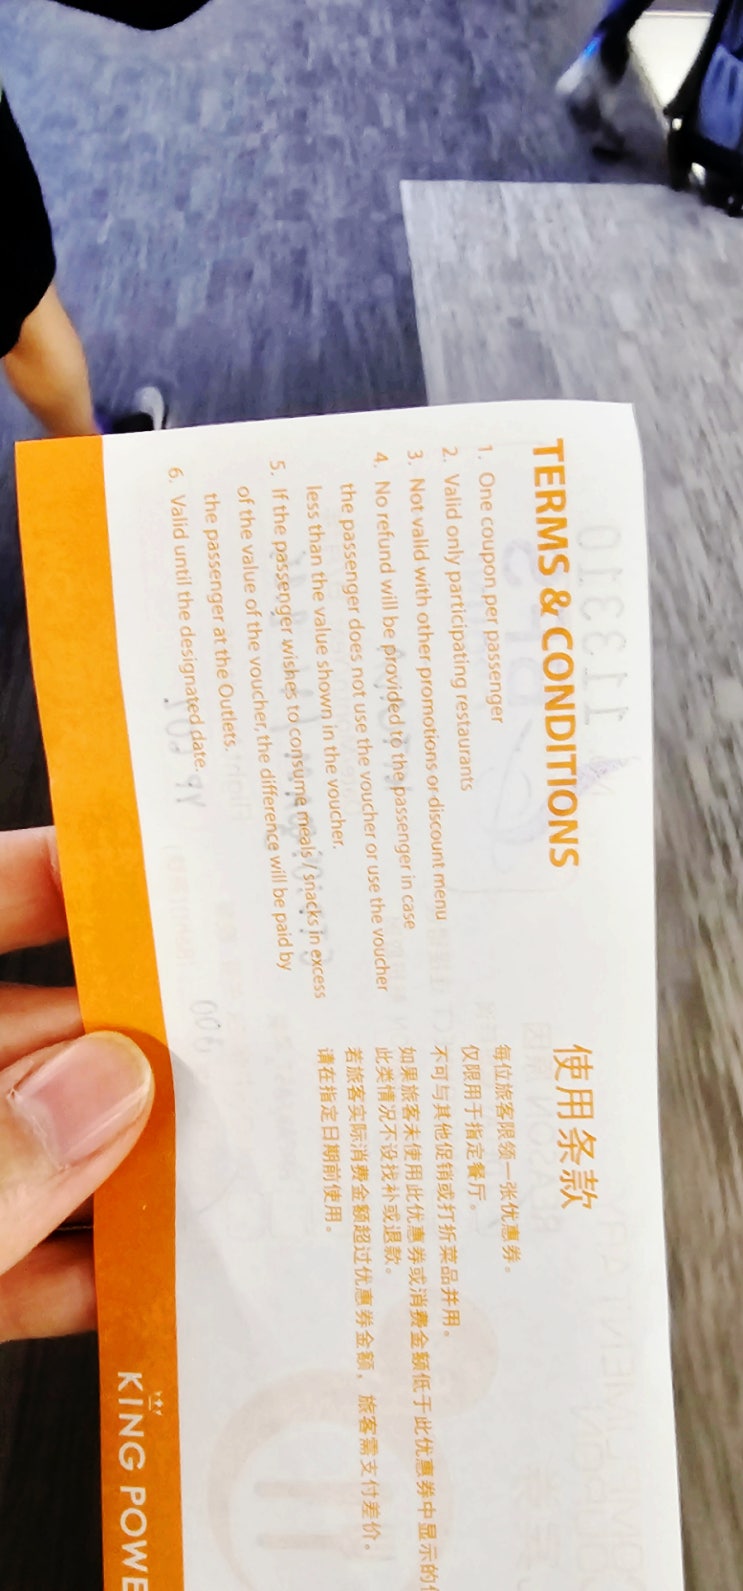 TERMS & CONDITIONS
1. One coupon per passenger
2. Valid only participating restaurants
3. Not valid with other promotions or discount menu
4. No refund will be provided to the passenger in case
the passenger does not use the voucher or use the voucher
less than the value shown in the voucher.
5. If the passenger wishes to consume meals / snacks in excess
of the value of the voucher, the difference will be paid by
the passenger at the Outlets.
6. Valid until the designated date.
使用条款
每位旅客限领一张优惠券。
仅限用于指定餐厅。
不可与其他促销或打折菜品并用。
如果旅客未使用此优惠券或消费金额低于此优惠券中显示的
此类情况不设找补或退款。
若旅客实际消费金额超过优惠券金额，旅客需支付差价。
请在指定日期前使用。
KING POWE